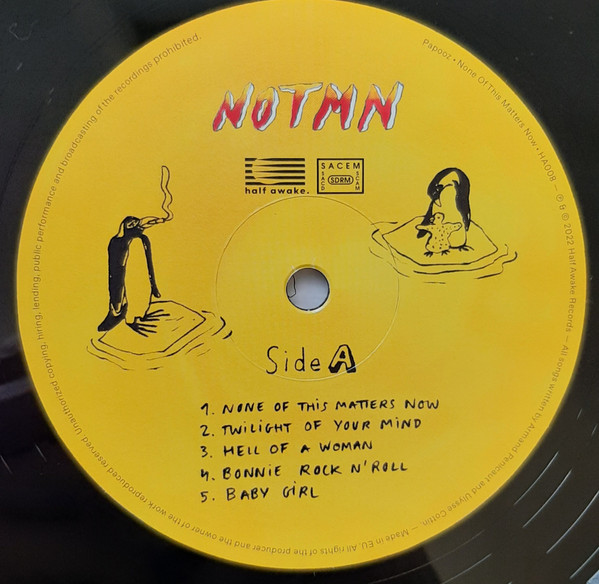 Papooz • None Of This Matters Now • HA008 — ℗ & © 2022 Half Awake Records — All songs written by Armand Penicaut and Ulysse Cottin. — Made in EU. All rights of the producer and the owner of the work reproduced reserved. Unauthorized copying, hiring, lending, public performance and broadcasting of the recordings prohibited.
NOTMN
half awake.
SACEM
SACD
SDRM
SCAM
Side A
1. NONE OF THIS MATTERS NOW
2. TWILIGHT OF YOUR MIND
3. HELL OF A WOMAN
4. BONNIE ROCK N'ROLL
5. BABY GIRL